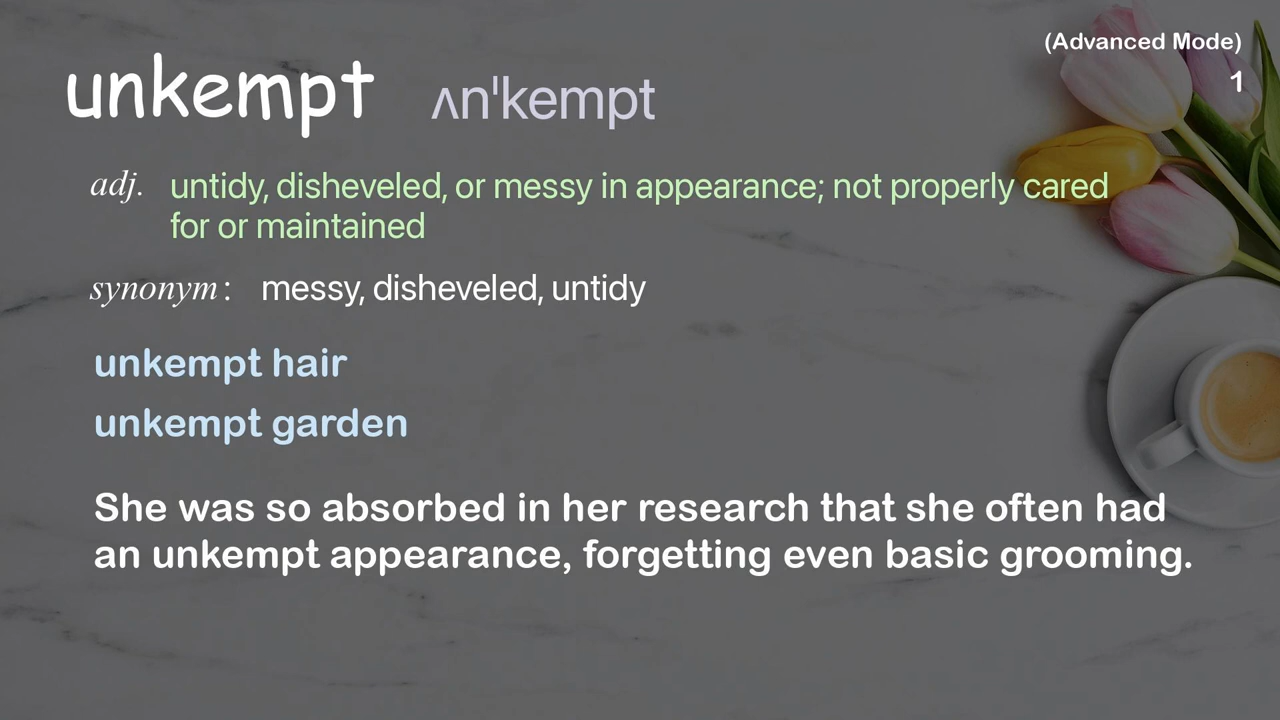 (Advanced Mode)
1
unkempt ʌnˈkempt
adj. untidy, disheveled, or messy in appearance; not properly cared
for or maintained
synonym: messy, disheveled, untidy
unkempt hair
unkempt garden
She was so absorbed in her research that she often had
an unkempt appearance, forgetting even basic grooming.